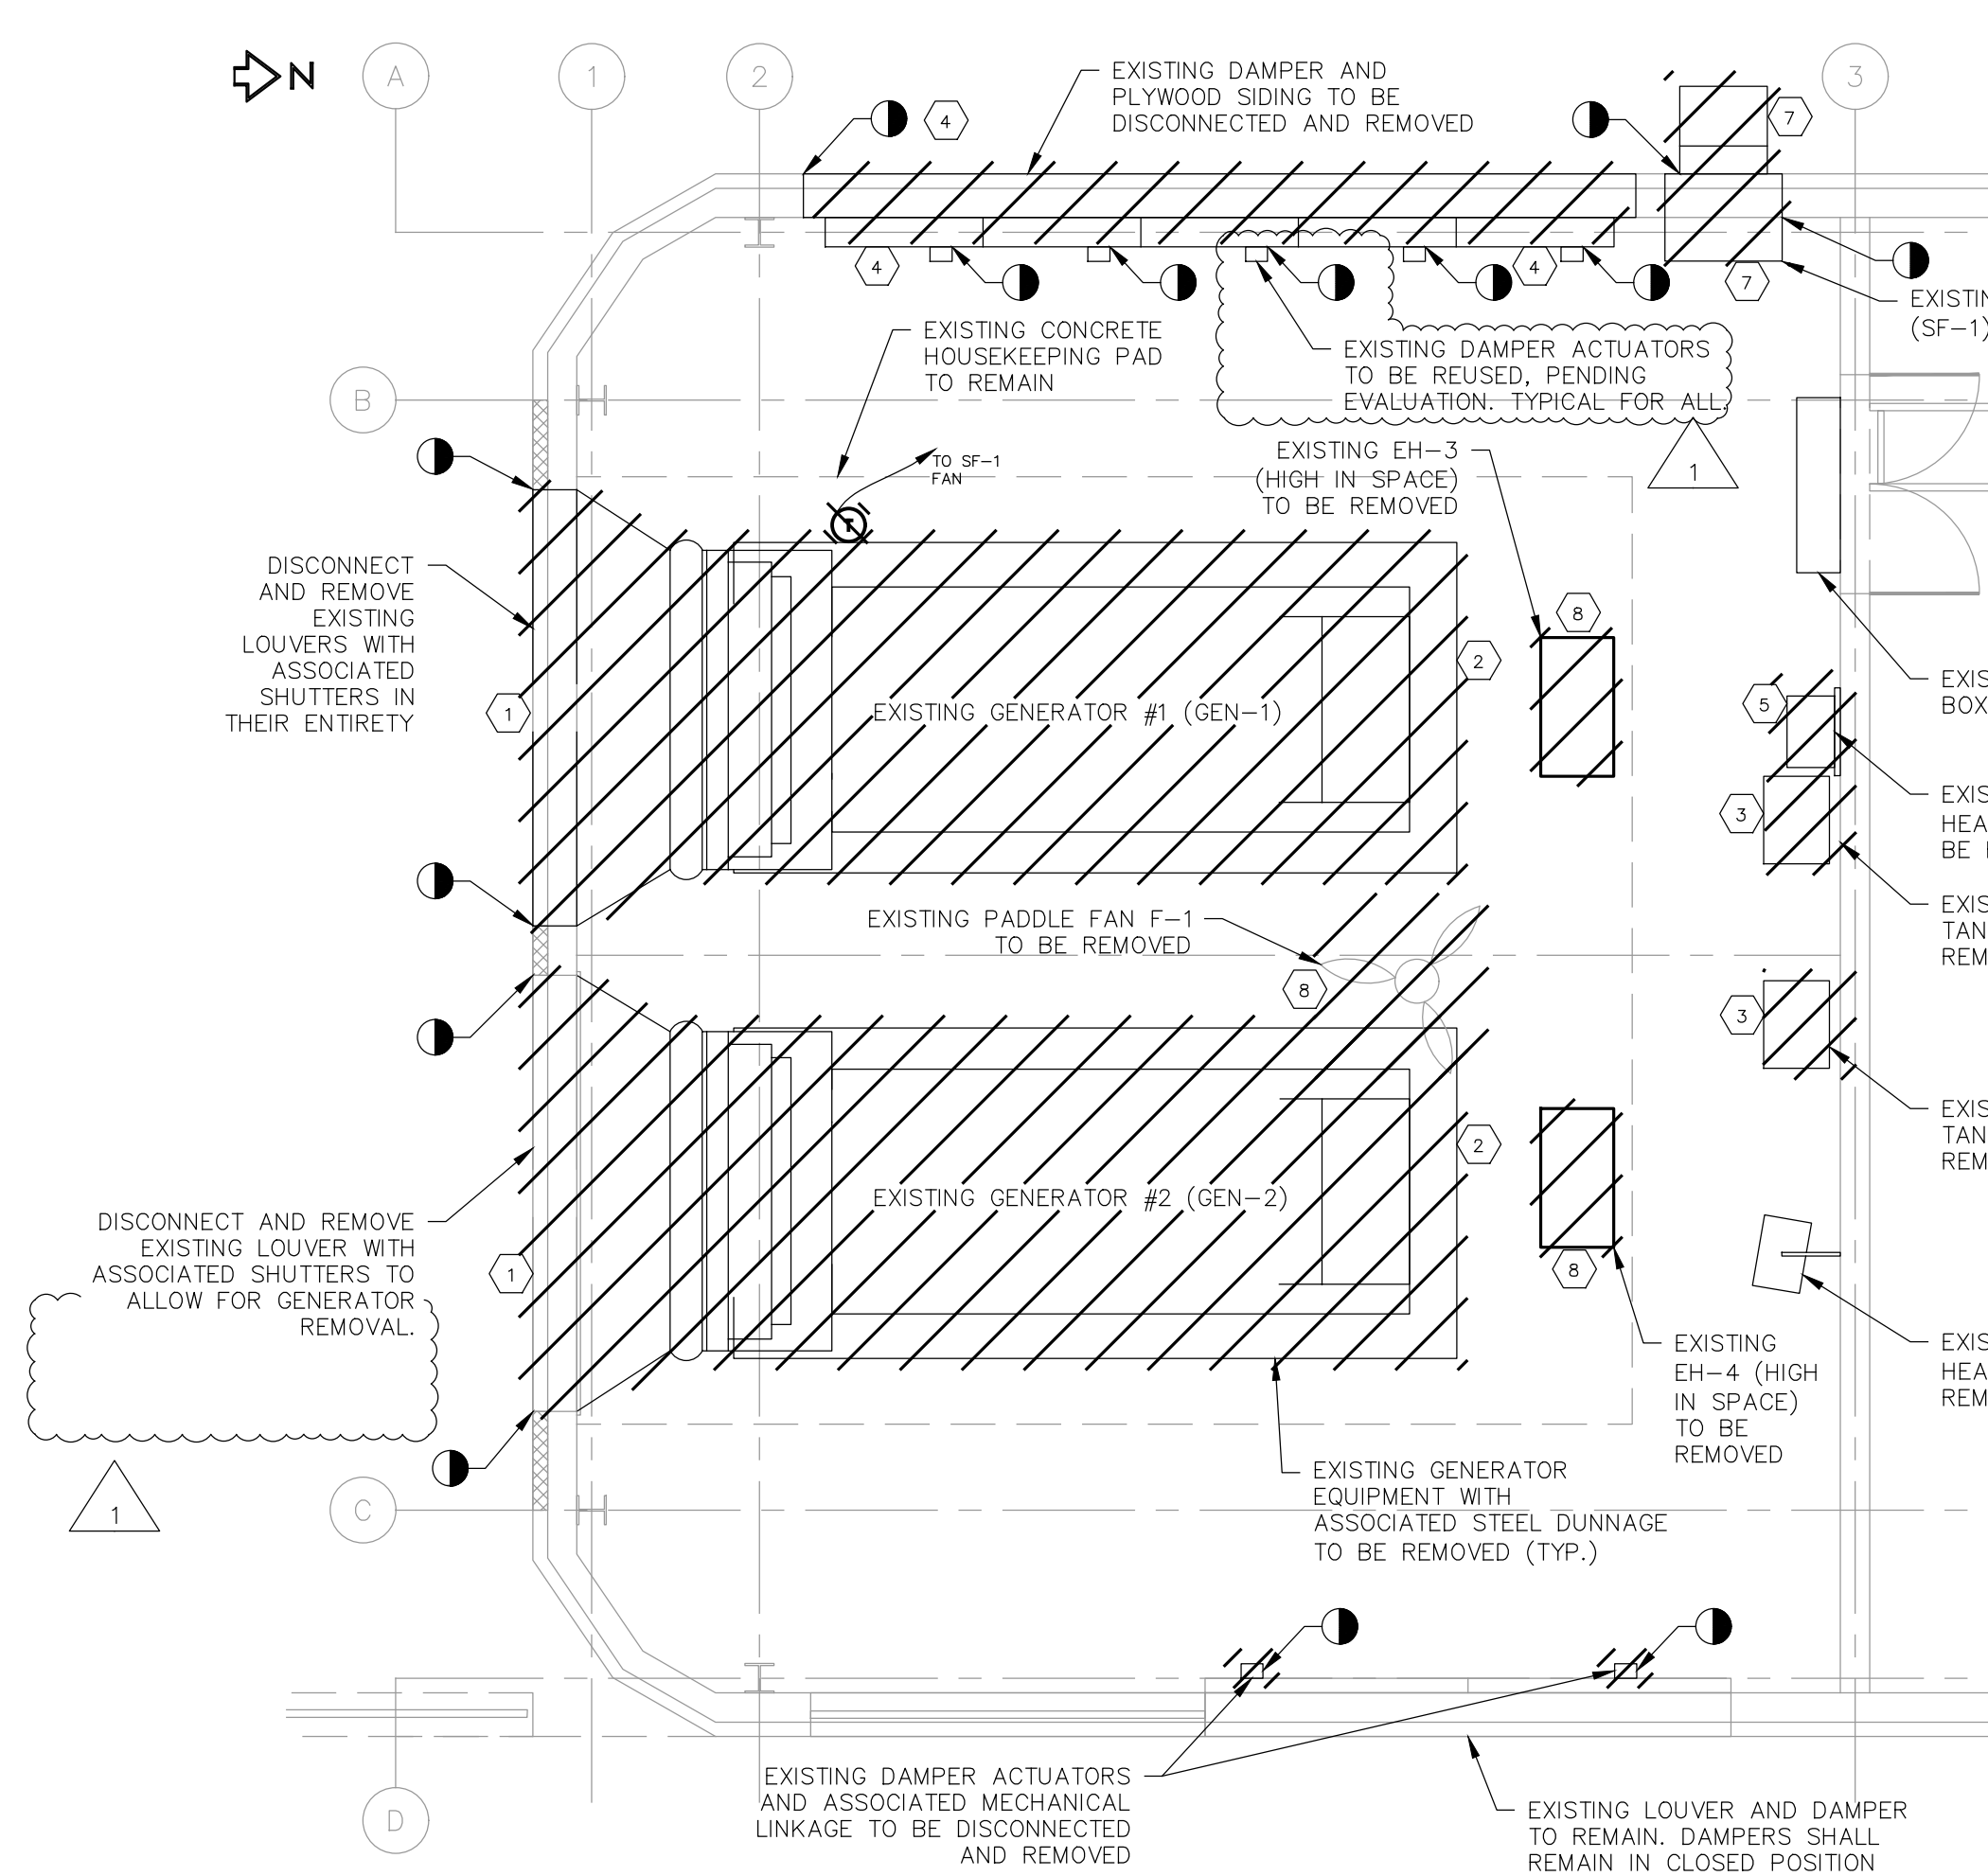 N
A
1
2
3
EXISTING DAMPER AND
PLYWOOD SIDING TO BE
DISCONNECTED AND REMOVED
4
7
4
4
7
EXISTING CONCRETE
HOUSEKEEPING PAD
TO REMAIN
EXISTING DAMPER ACTUATORS
TO BE REUSED, PENDING
EVALUATION. TYPICAL FOR ALL.
(SF-1)
B
1
TO SF-1
FAN
T
EXISTING EH-3
(HIGH IN SPACE)
TO BE REMOVED
DISCONNECT
AND REMOVE
EXISTING
LOUVERS WITH
ASSOCIATED
SHUTTERS IN
THEIR ENTIRETY
1
EXISTING GENERATOR #1 (GEN-1)
2
8
5
BOX
3
BE
EXISTING PADDLE FAN F-1
TO BE REMOVED
8
3
DISCONNECT AND REMOVE
EXISTING LOUVER WITH
ASSOCIATED SHUTTERS TO
ALLOW FOR GENERATOR
REMOVAL.
1
1
EXISTING GENERATOR #2 (GEN-2)
2
8
EXISTING
EH-4 (HIGH
IN SPACE)
TO BE
REMOVED
EXISTING GENERATOR
EQUIPMENT WITH
ASSOCIATED STEEL DUNNAGE
TO BE REMOVED (TYP.)
C
D
EXISTING DAMPER ACTUATORS
AND ASSOCIATED MECHANICAL
LINKAGE TO BE DISCONNECTED
AND REMOVED
EXISTING LOUVER AND DAMPER
TO REMAIN. DAMPERS SHALL
REMAIN IN CLOSED POSITION